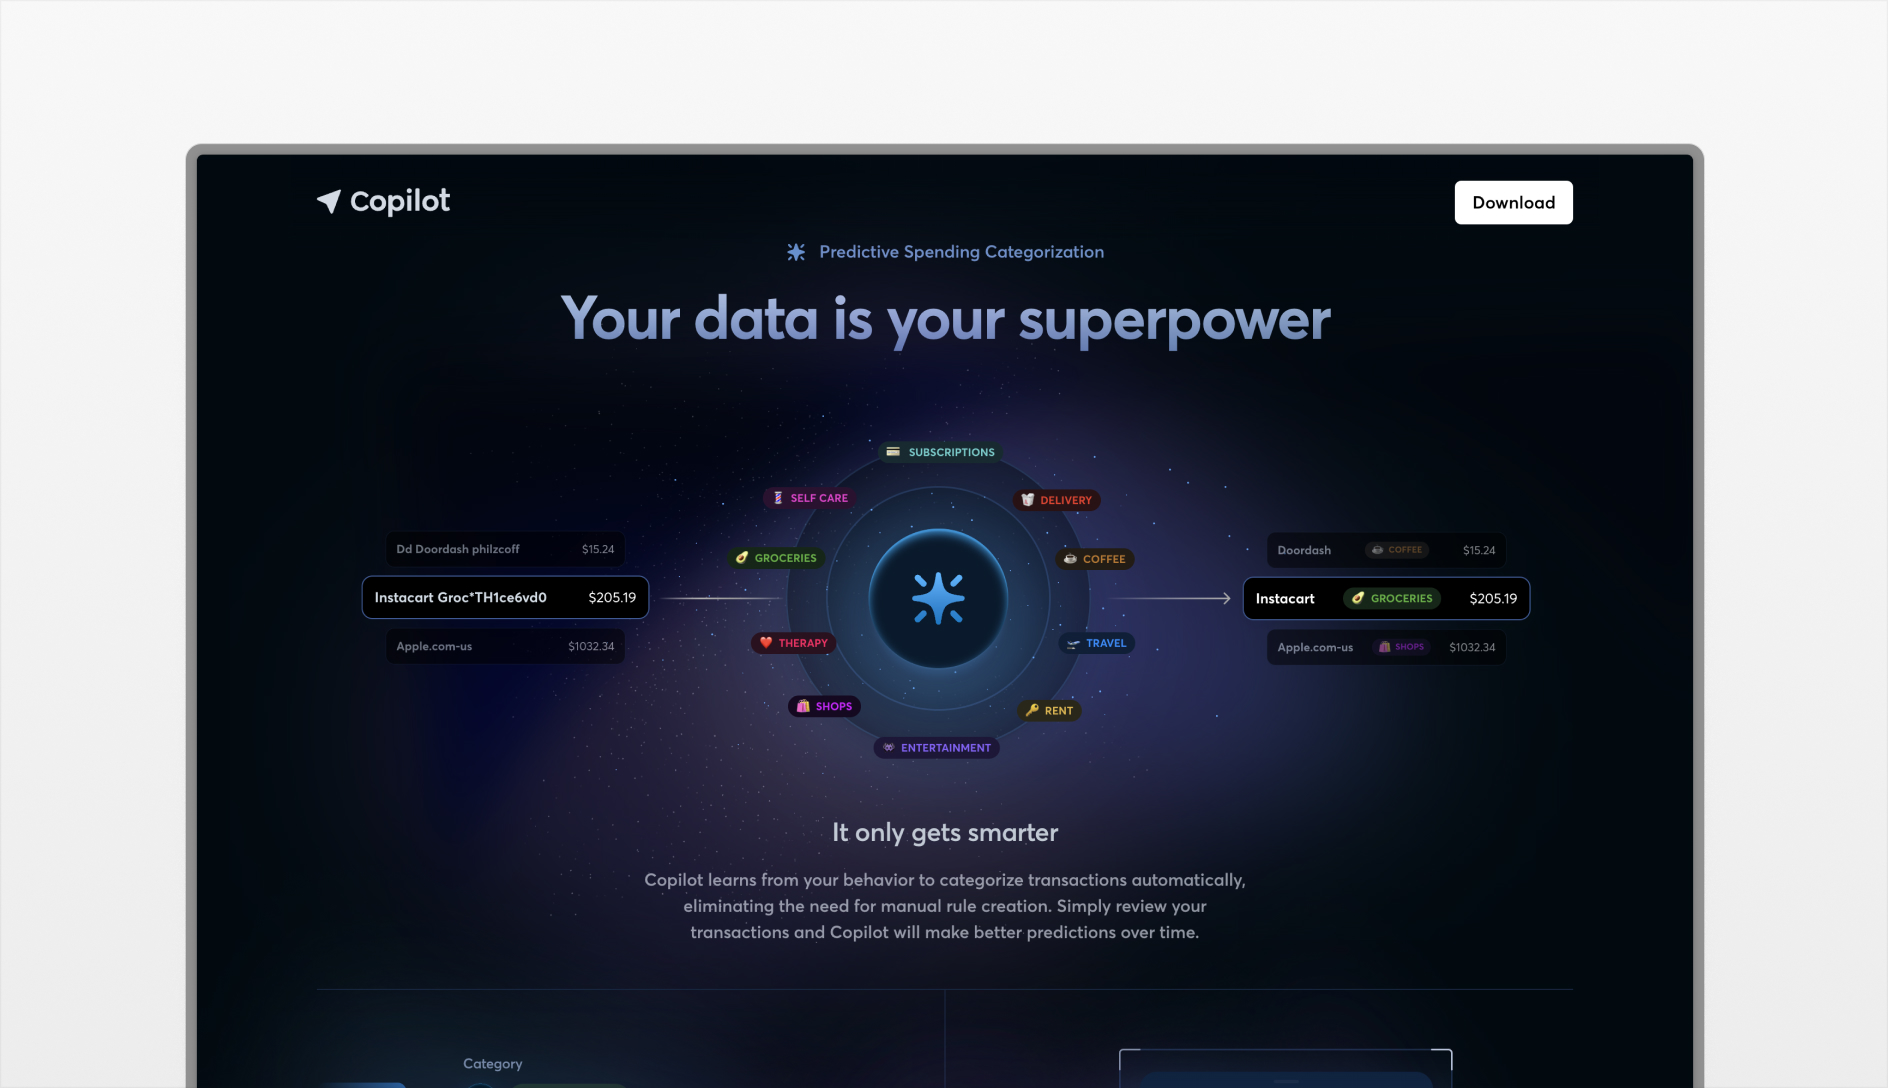 Copilot
Download
Predictive Spending Categorization
Your data is your superpower
SUBSCRIPTIONS
SELF CARE
DELIVERY
GROCERIES
COFFEE
THERAPY
TRAVEL
SHOPS
RENT
ENTERTAINMENT
Dd Doordash philzcoff $15.24
Instacart Groc*TH1ce6vd0 $205.19
Apple.com-us $1032.34
Doordash COFFEE $15.24
Instacart GROCERIES $205.19
Apple.com-us SHOPS $1032.34
It only gets smarter
Copilot learns from your behavior to categorize transactions automatically,
eliminating the need for manual rule creation. Simply review your
transactions and Copilot will make better predictions over time.
Category